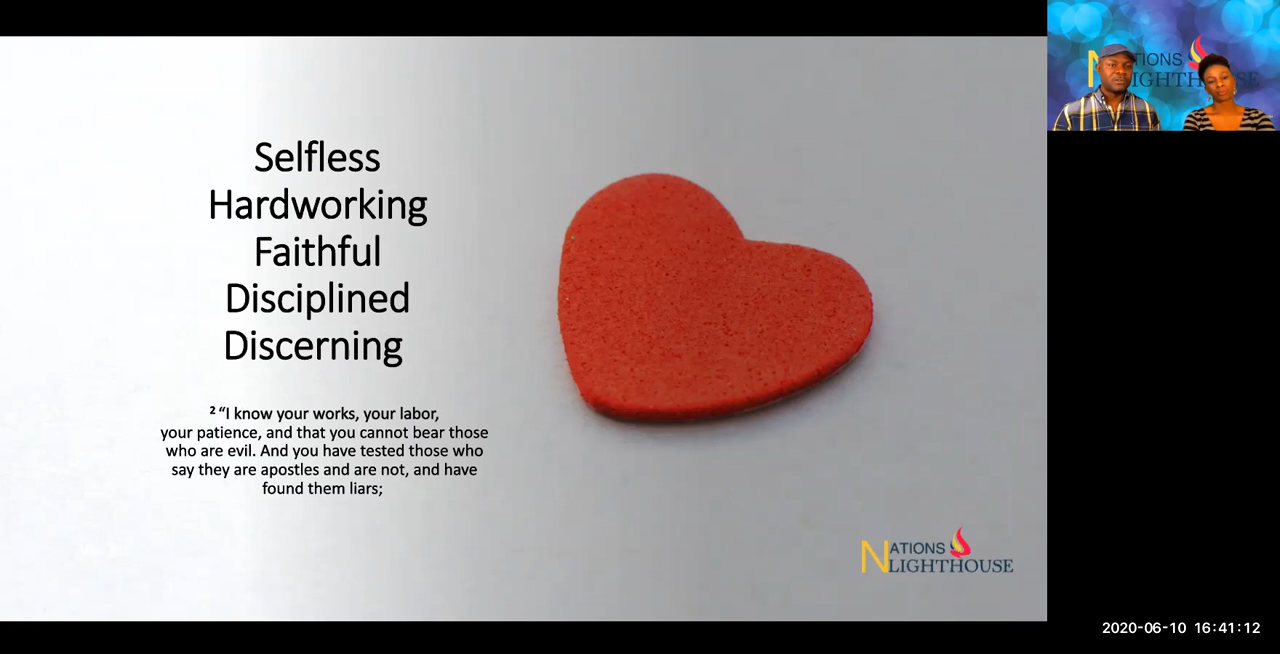 Selfless
Hardworking
Faithful
Disciplined
Discerning
2 “I know your works, your labor,
your patience, and that you cannot bear those
who are evil. And you have tested those who
say they are apostles and are not, and have
found them liars;
NATIONS
LIGHTHOUSE
NATIONS
LIGHTHOUSE
2020-06-10 16:41:12